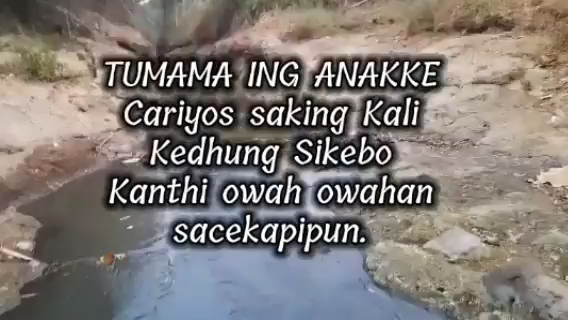 TUMAMA ING ANAKKE
Cariyos saking Kali
Kedhung Sikebo
Kanthi owah owahan
sacekapipun.